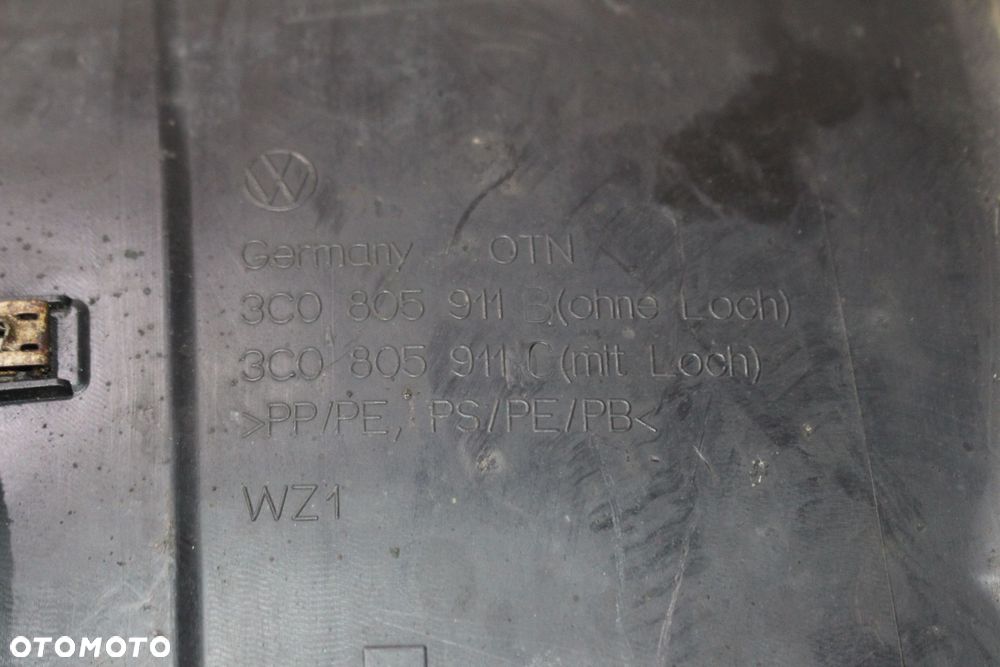 Germany OTN
3C0 805 911 B (ohne Loch)
3C0 805 911 C (mit Loch)
>PP/PE, PS/PE/PB<
WZ1
OTOMOTO